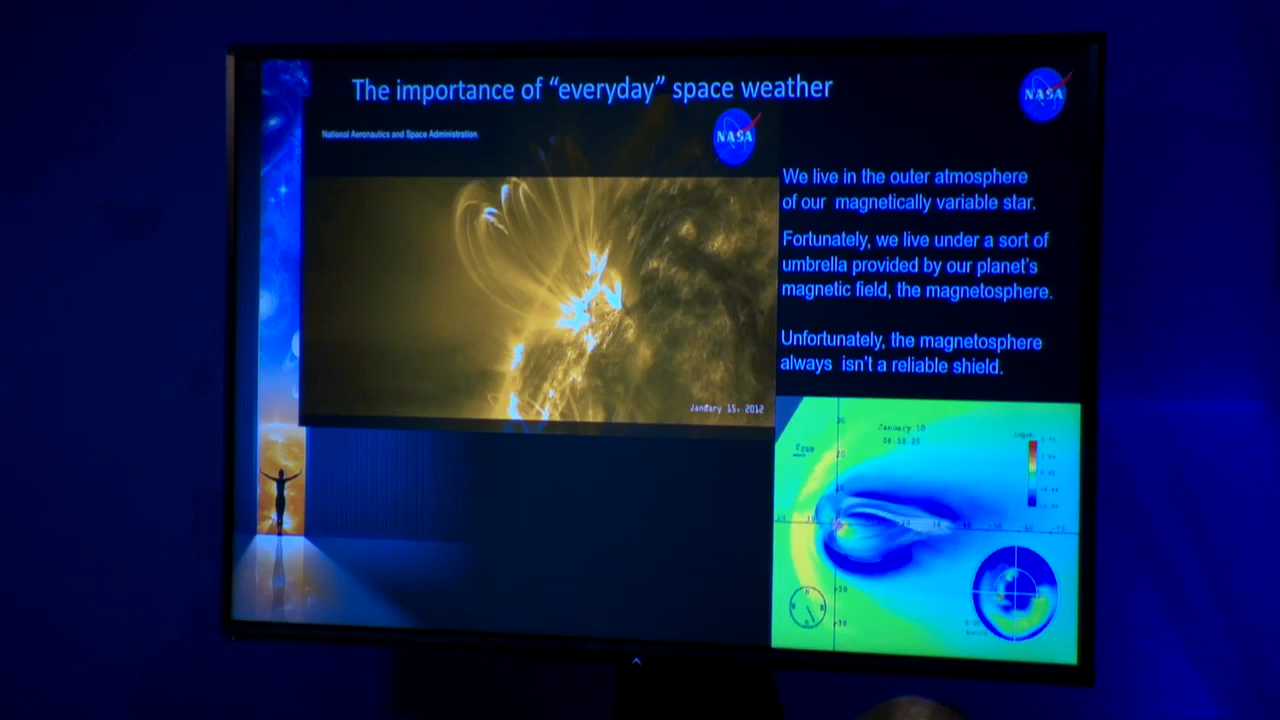 The importance of “everyday” space weather
NASA
National Aeronautics and Space Administration
NASA
We live in the outer atmosphere
of our magnetically variable star.
Fortunately, we live under a sort of
umbrella provided by our planet’s
magnetic field, the magnetosphere.
Unfortunately, the magnetosphere
always isn’t a reliable shield.
January 15, 2012